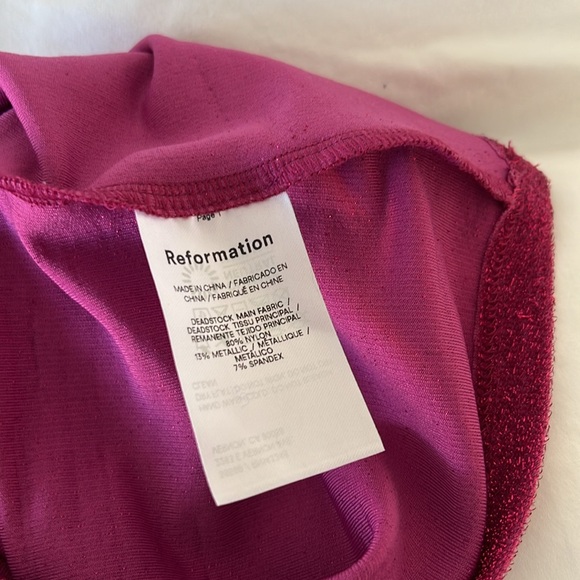 Page 1
Reformation
MADE IN CHINA / FABRICADO EN
CHINA / FABRIQUÉ EN CHINE
DEADSTOCK MAIN FABRIC /
DEADSTOCK TISSU PRINCIPAL /
REMANENTE TEJIDO PRINCIPAL
80% NYLON
13% METALLIC / MÉTALLIQUE /
METÁLICO
7% SPANDEX